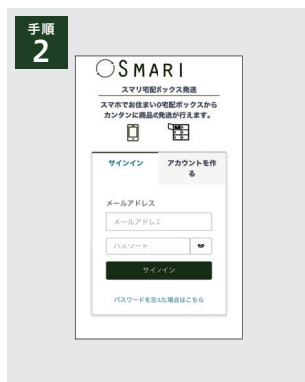 手順
2
SMARI
スマリ宅配ボックス発送
スマホでお住まいの宅配ボックスから
カンタンに商品の発送が行えます。
サインイン
アカウントを作
る
メールアドレス
メールアドレス
パスワード
サインイン
パスワードを忘れた場合はこちら